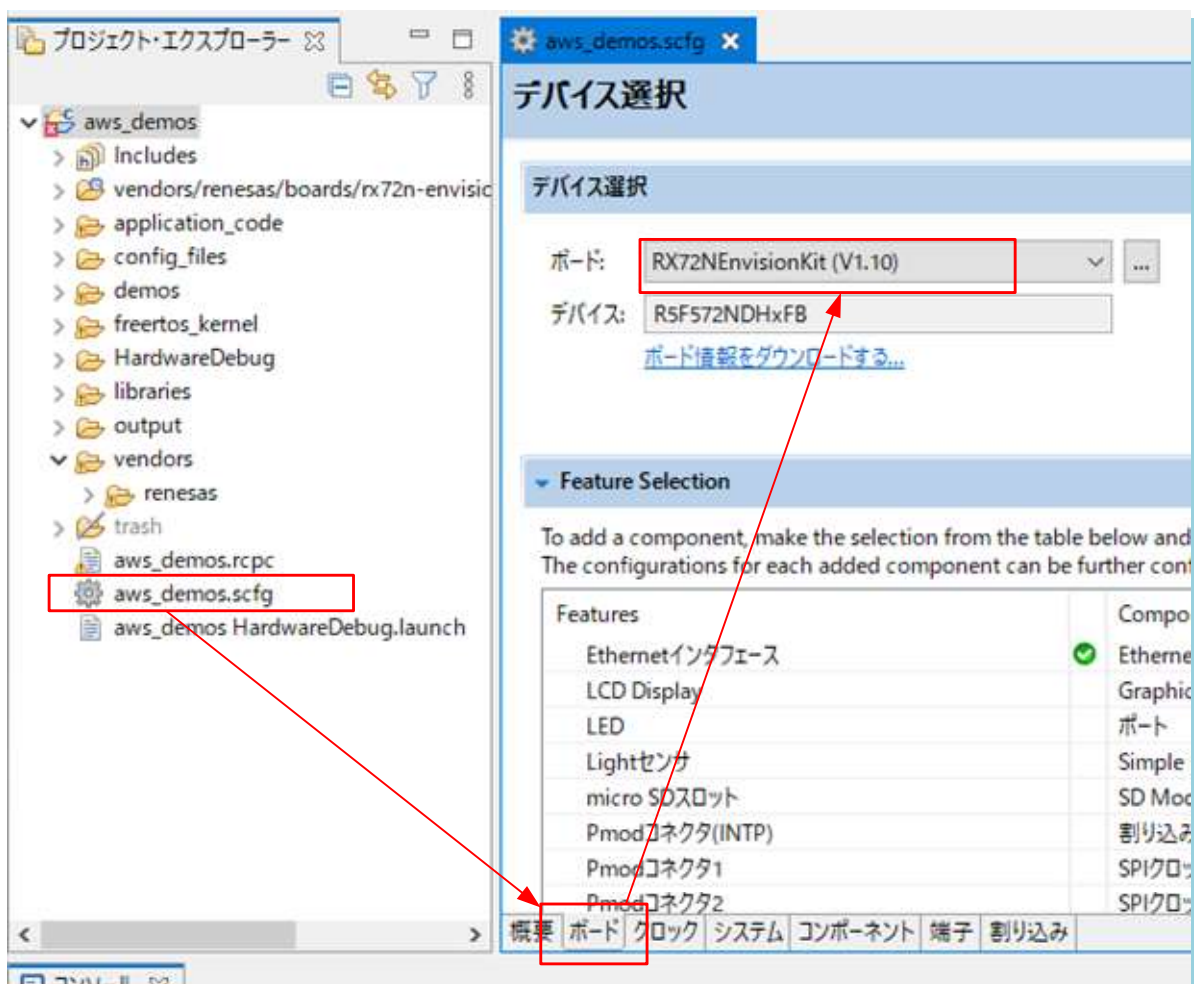 プロジェクト・エクスプローラー
aws_demos
Includes
vendors/renesas/boards/rx72n-envisic
application_code
config_files
demos
freertos_kernel
HardwareDebug
libraries
output
vendors
renesas
trash
aws_demos.rcpc
aws_demos.scfg
aws_demos HardwareDebug.launch
aws_demos.scfg
デバイス選択
デバイス選択
ボード: RX72NEnvisionKit (V1.10) ...
デバイス: R5F572NDHxFB
ボード情報をダウンロードする...
Feature Selection
To add a component, make the selection from the table below and
The configurations for each added component can be further conf
Features Compo
Ethernetインタフェース Etherne
LCD Display Graphic
LED ポート
Lightセンサ Simple
micro SDスロット SD Moc
Pmodコネクタ(INTP) 割り込み
Pmodコネクタ1 SPIクロッ
Pmodコネクタ2 SPIクロッ
概要 ボード クロック システム コンポーネント 端子 割り込み